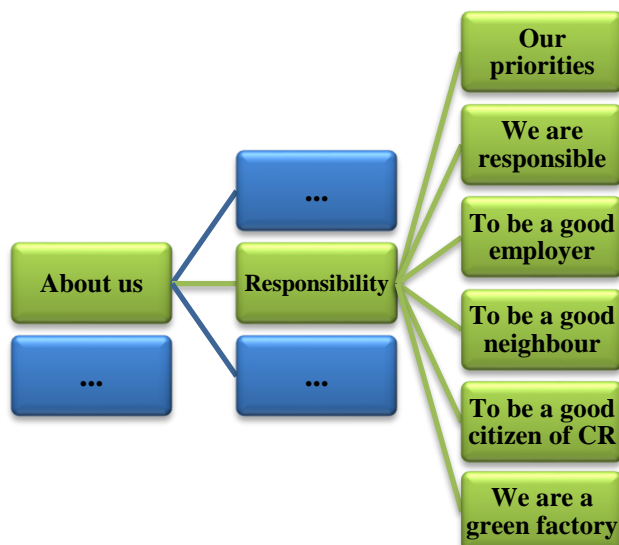 About us
...
...
Responsibility
...
Our
priorities
We are
responsible
To be a good
employer
To be a good
neighbour
To be a good
citizen of CR
We are a
green factory